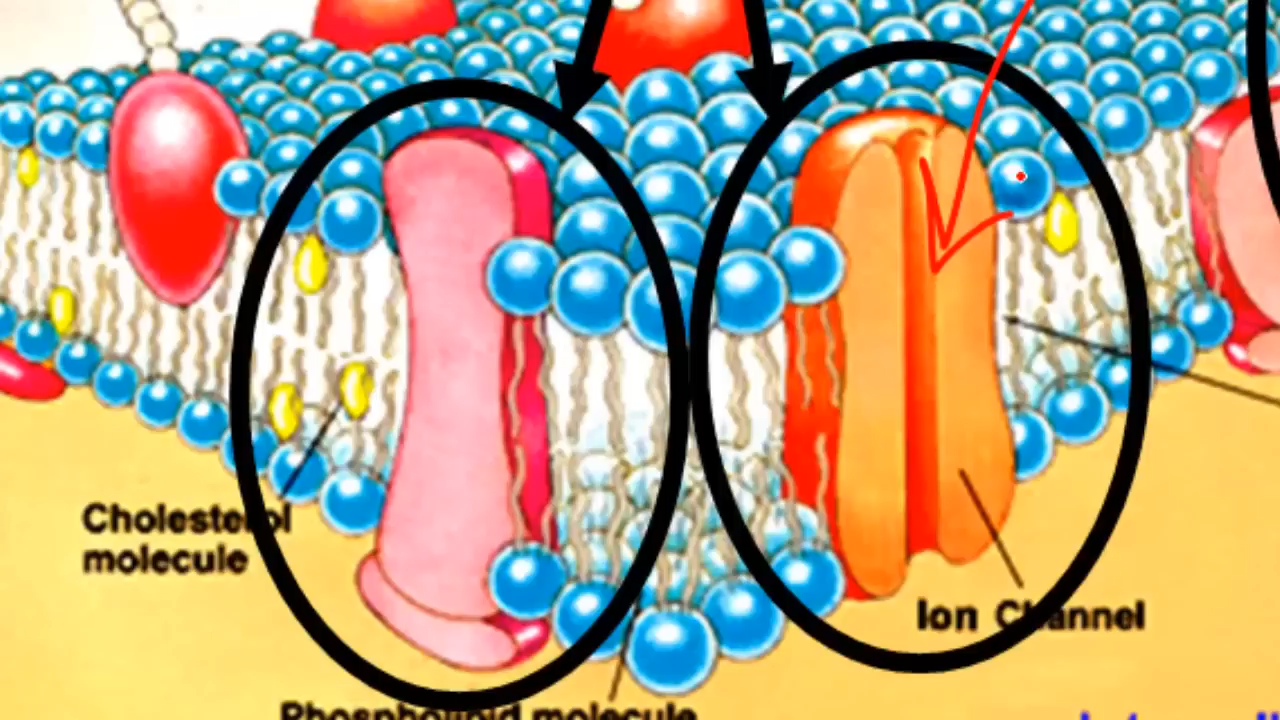 Cholesterol
molecule
Ion Channel
Phospholipid molecule